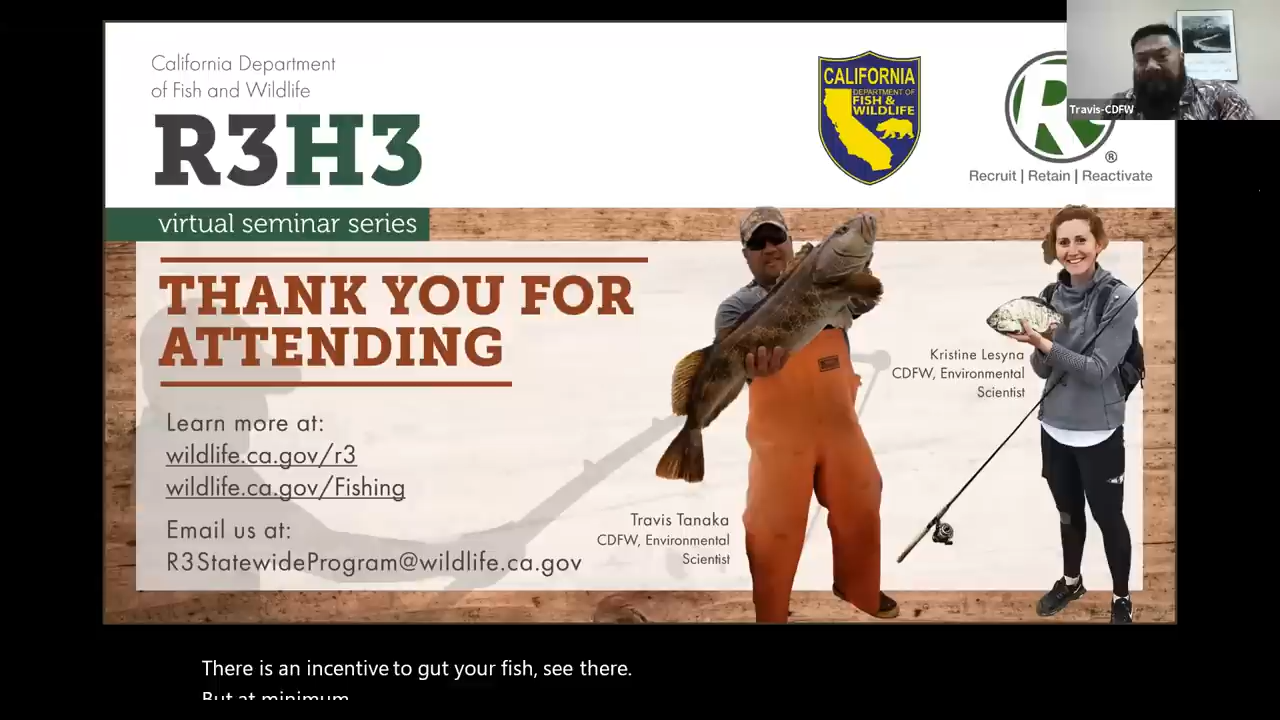 California Department
of Fish and Wildlife
R3H3
virtual seminar series
CALIFORNIA
DEPARTMENT OF
FISH &
WILDLIFE
R
®
Recruit | Retain | Reactivate
Travis-CDFW
THANK YOU FOR
ATTENDING
Learn more at:
wildlife.ca.gov/r3
wildlife.ca.gov/Fishing
Email us at:
R3StatewideProgram@wildlife.ca.gov
Travis Tanaka
CDFW, Environmental
Scientist
Kristine Lesyna
CDFW, Environmental
Scientist
There is an incentive to gut your fish, see there.
But at minimum